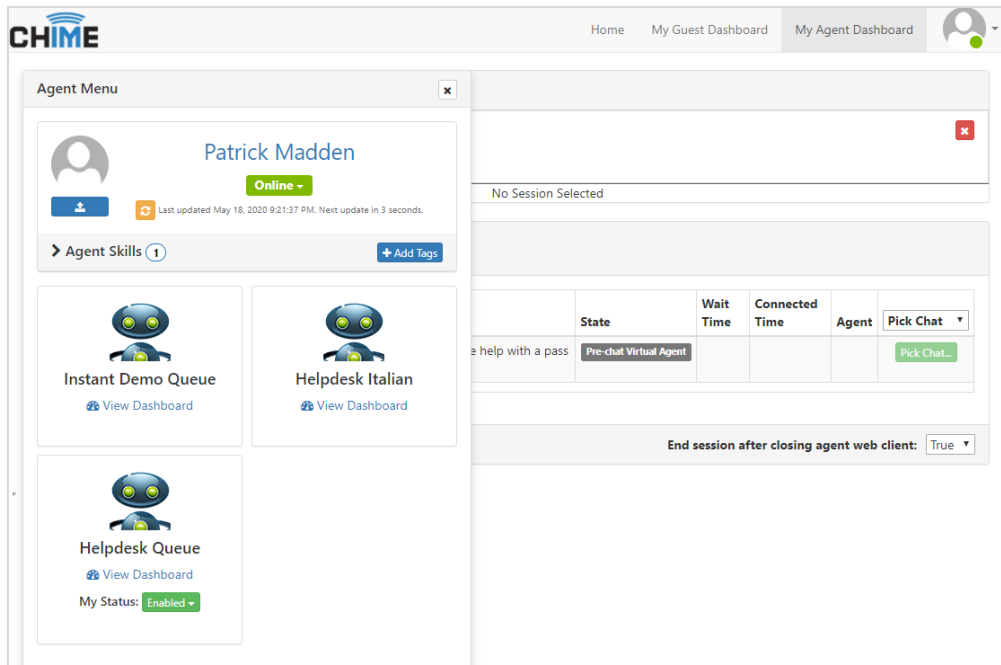 CHIME
Home My Guest Dashboard My Agent Dashboard
Agent Menu
Patrick Madden
Online
Last updated May 18, 2020 9:21:37 PM. Next update in 3 seconds.
Agent Skills 1
+ Add Tags
Instant Demo Queue
View Dashboard
Helpdesk Italian
View Dashboard
Helpdesk Queue
View Dashboard
My Status: Enabled
No Session Selected
State Wait Time Connected Time Agent Pick Chat
e help with a pass Pre-chat Virtual Agent Pick Chat...
End session after closing agent web client: True